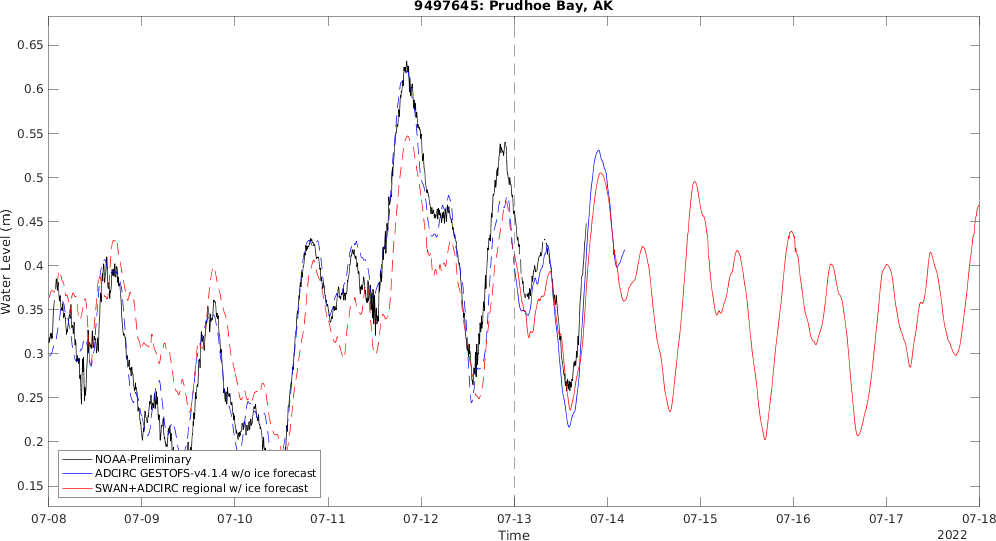 9497645: Prudhoe Bay, AK
0.65
0.6
0.55
0.5
0.45
0.4
0.35
0.3
0.25
0.2
0.15
Water Level (m)
NOAA-Preliminary
ADCIRC GESTOFS-v4.1.4 w/o ice forecast
SWAN+ADCIRC regional w/ ice forecast
07-08 07-09 07-10 07-11 07-12 07-13 07-14 07-15 07-16 07-17 07-18
Time
2022